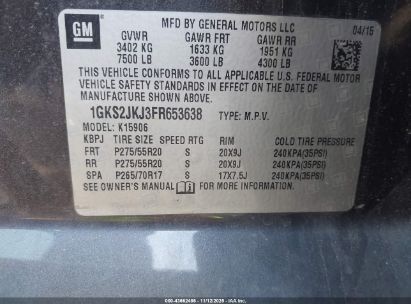 GM
MFD BY GENERAL MOTORS LLC
04/15
GVWR GAWR FRT GAWR RR
3402 KG 1633 KG 1951 KG
7500 LB 3600 LB 4300 LB
THIS VEHICLE CONFORMS TO ALL APPLICABLE U.S. FEDERAL MOTOR
VEHICLE SAFETY STANDARDS IN EFFECT ON THE DATE OF
MANUFACTURE SHOWN ABOVE.
1GKS2JKJ3FR653638 TYPE: M.P.V.
MODEL: K15906
KBPJ TIRE SIZE SPEED RTG RIM COLD TIRE PRESSURE
FRT P275/55R20 S 20X9J 240KPA(35PSI)
RR P275/55R20 S 20X9J 240KPA(35PSI)
SPA P265/70R17 S 17X7.5J 240KPA(35PSI)
SEE OWNER'S MANUAL FOR MORE INFORMATION.